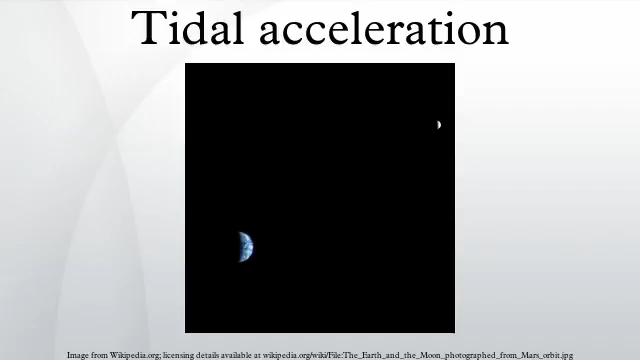 Tidal acceleration
Image from Wikipedia.org; licensing details available at wikipedia.org/wiki/File:The_Earth_and_the_Moon_photographed_from_Mars_orbit.jpg